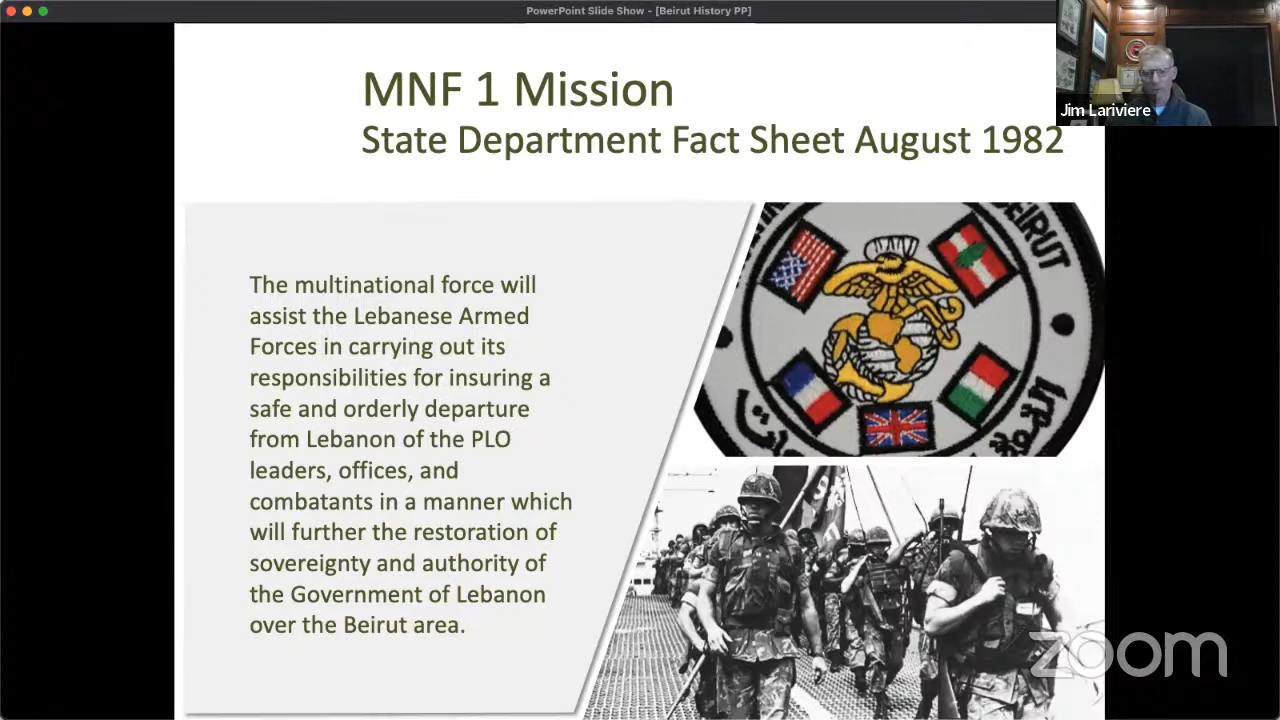 PowerPoint Slide Show - [Beirut History PP]
Jim Lariviere
MNF 1 Mission
State Department Fact Sheet August 1982
BEIRUT
The multinational force will
assist the Lebanese Armed
Forces in carrying out its
responsibilities for insuring a
safe and orderly departure
from Lebanon of the PLO
leaders, offices, and
combatants in a manner which
will further the restoration of
sovereignty and authority of
the Government of Lebanon
over the Beirut area.
zoom